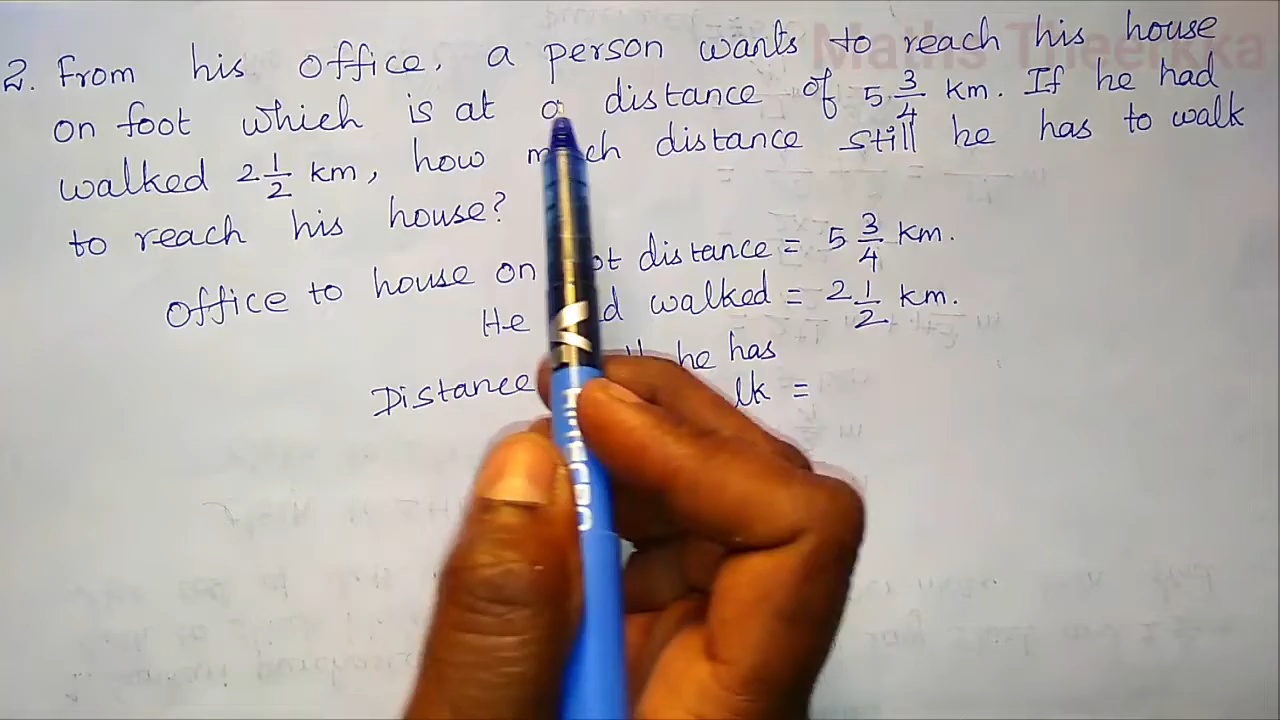 Maths Theerkka
2. From his office, a person wants to reach his house
on foot which is at a distance of 5 3/4 km. If he had
walked 2 1/2 km, how much distance still he has to walk
to reach his house?
Office to house on distance = 5 3/4 km.
He walked = 2 1/2 km.
Distance he has
=